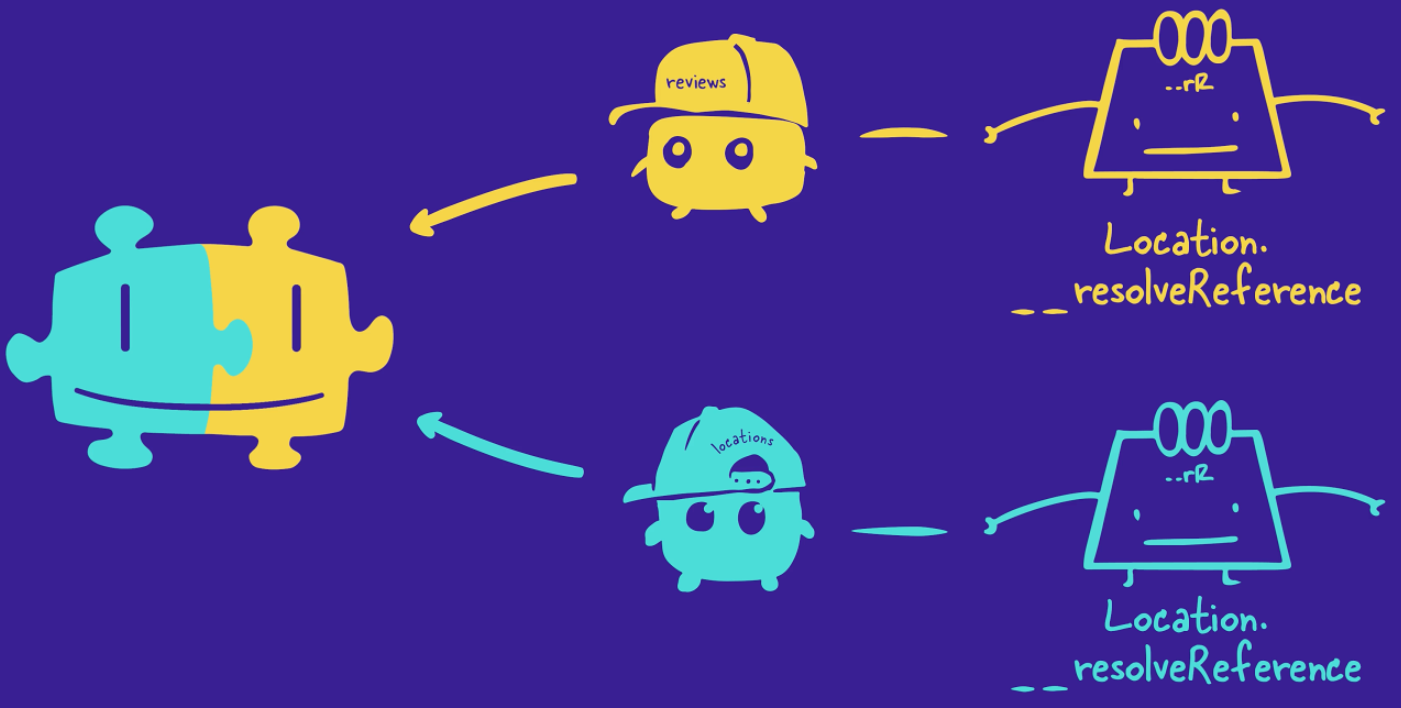 reviews
--rR
Location.
__resolveReference
locations
--rR
Location.
__resolveReference